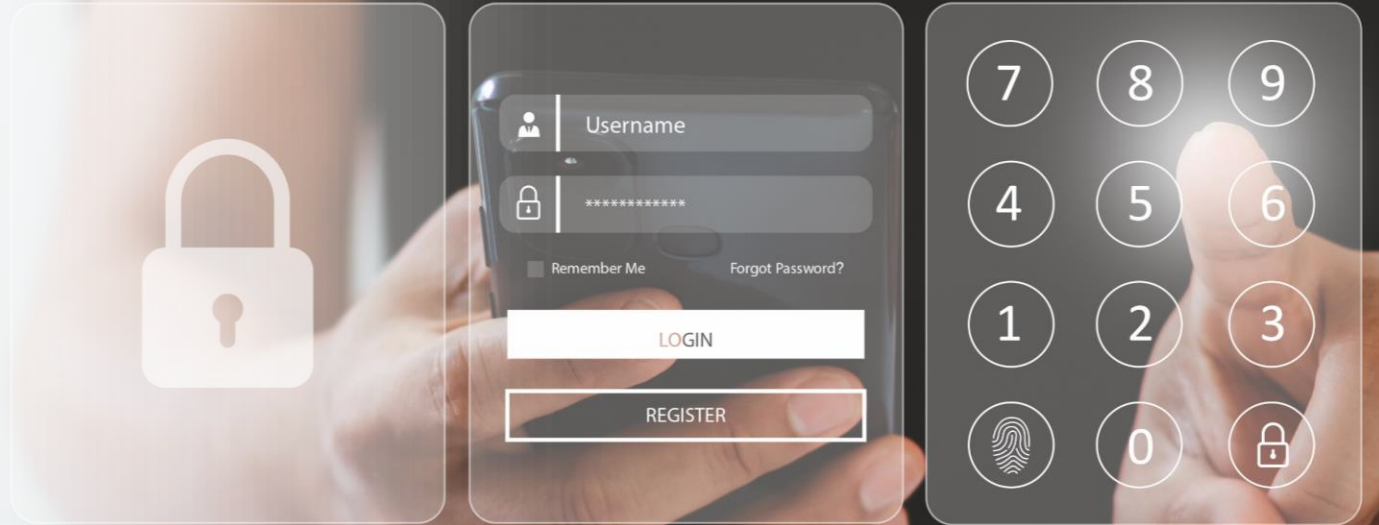 Username
************
Remember Me
Forgot Password?
LOGIN
REGISTER
7 8 9
4 5 6
1 2 3
0